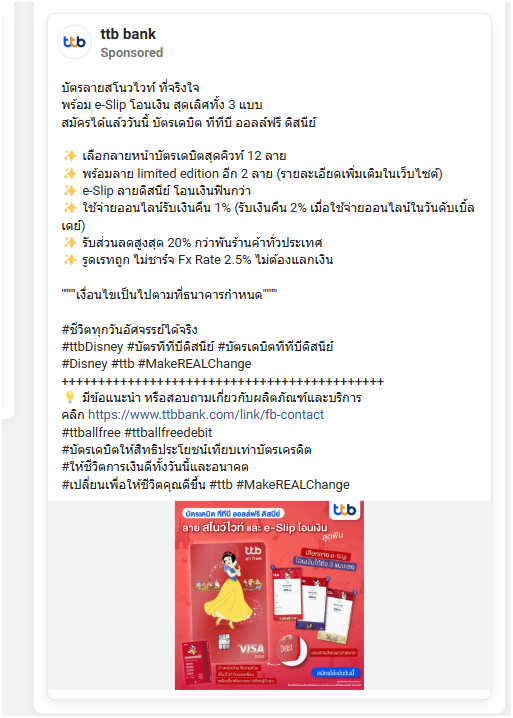 ttb bank
Sponsored
บัตรลายสโนว์ไวท์ ที่จริงใจ
พร้อม e-Slip โอนเงิน สุดเลิศทั้ง 3 แบบ
สมัครได้แล้ววันนี้ บัตรเดบิต ทีทีบี ออลล์ฟรี ดิสนีย์
✨ เลือกลายหน้าบัตรเดบิตสุดคิวท์ 12 ลาย
✨ พร้อมลาย limited edition อีก 2 ลาย (รายละเอียดเพิ่มเติมในเว็บไซต์)
✨ e-Slip ลายดิสนีย์ โอนเงินฟินกว่า
✨ ใช้จ่ายออนไลน์รับเงินคืน 1% (รับเงินคืน 2% เมื่อใช้จ่ายออนไลน์ในวันดับเบิ้ล
เดย์)
✨ รับส่วนลดสูงสุด 20% กว่าพันร้านค้าทั่วประเทศ
✨ รูดเรทถูก ไม่ชาร์จ Fx Rate 2.5% ไม่ต้องแลกเงิน
""""เงื่อนไขเป็นไปตามที่ธนาคารกำหนด""""
#ชีวิตทุกวันอัศจรรย์ได้จริง
#ttbDisney #บัตรทีทีบีดิสนีย์ #บัตรเดบิตทีทีบีดิสนีย์
#Disney #ttb #MakeREALChange
++++++++++++++++++++++++++++++++++++++++++++
💡 มีข้อแนะนำ หรือสอบถามเกี่ยวกับผลิตภัณฑ์และบริการ
คลิก https://www.ttbbank.com/link/fb-contact
#ttballfree #ttballfreedebit
#บัตรเดบิตให้สิทธิประโยชน์เทียบเท่าบัตรเครดิต
#ให้ชีวิตการเงินดีทั้งวันนี้และอนาคต
#เปลี่ยนเพื่อให้ชีวิตคุณดีขึ้น #ttb #MakeREALChange
บัตรเดบิต ทีทีบี ออลล์ฟรี ดิสนีย์
ttb
ลาย สโนว์ไวท์ และ e-Slip โอนเงิน
สุดฟิน
ttb
all free
เลือกลาย e-Slip
โอนเงินได้ถึง 3 แบบเลย
VISA
Debit
สมัครได้แล้ววันนี้